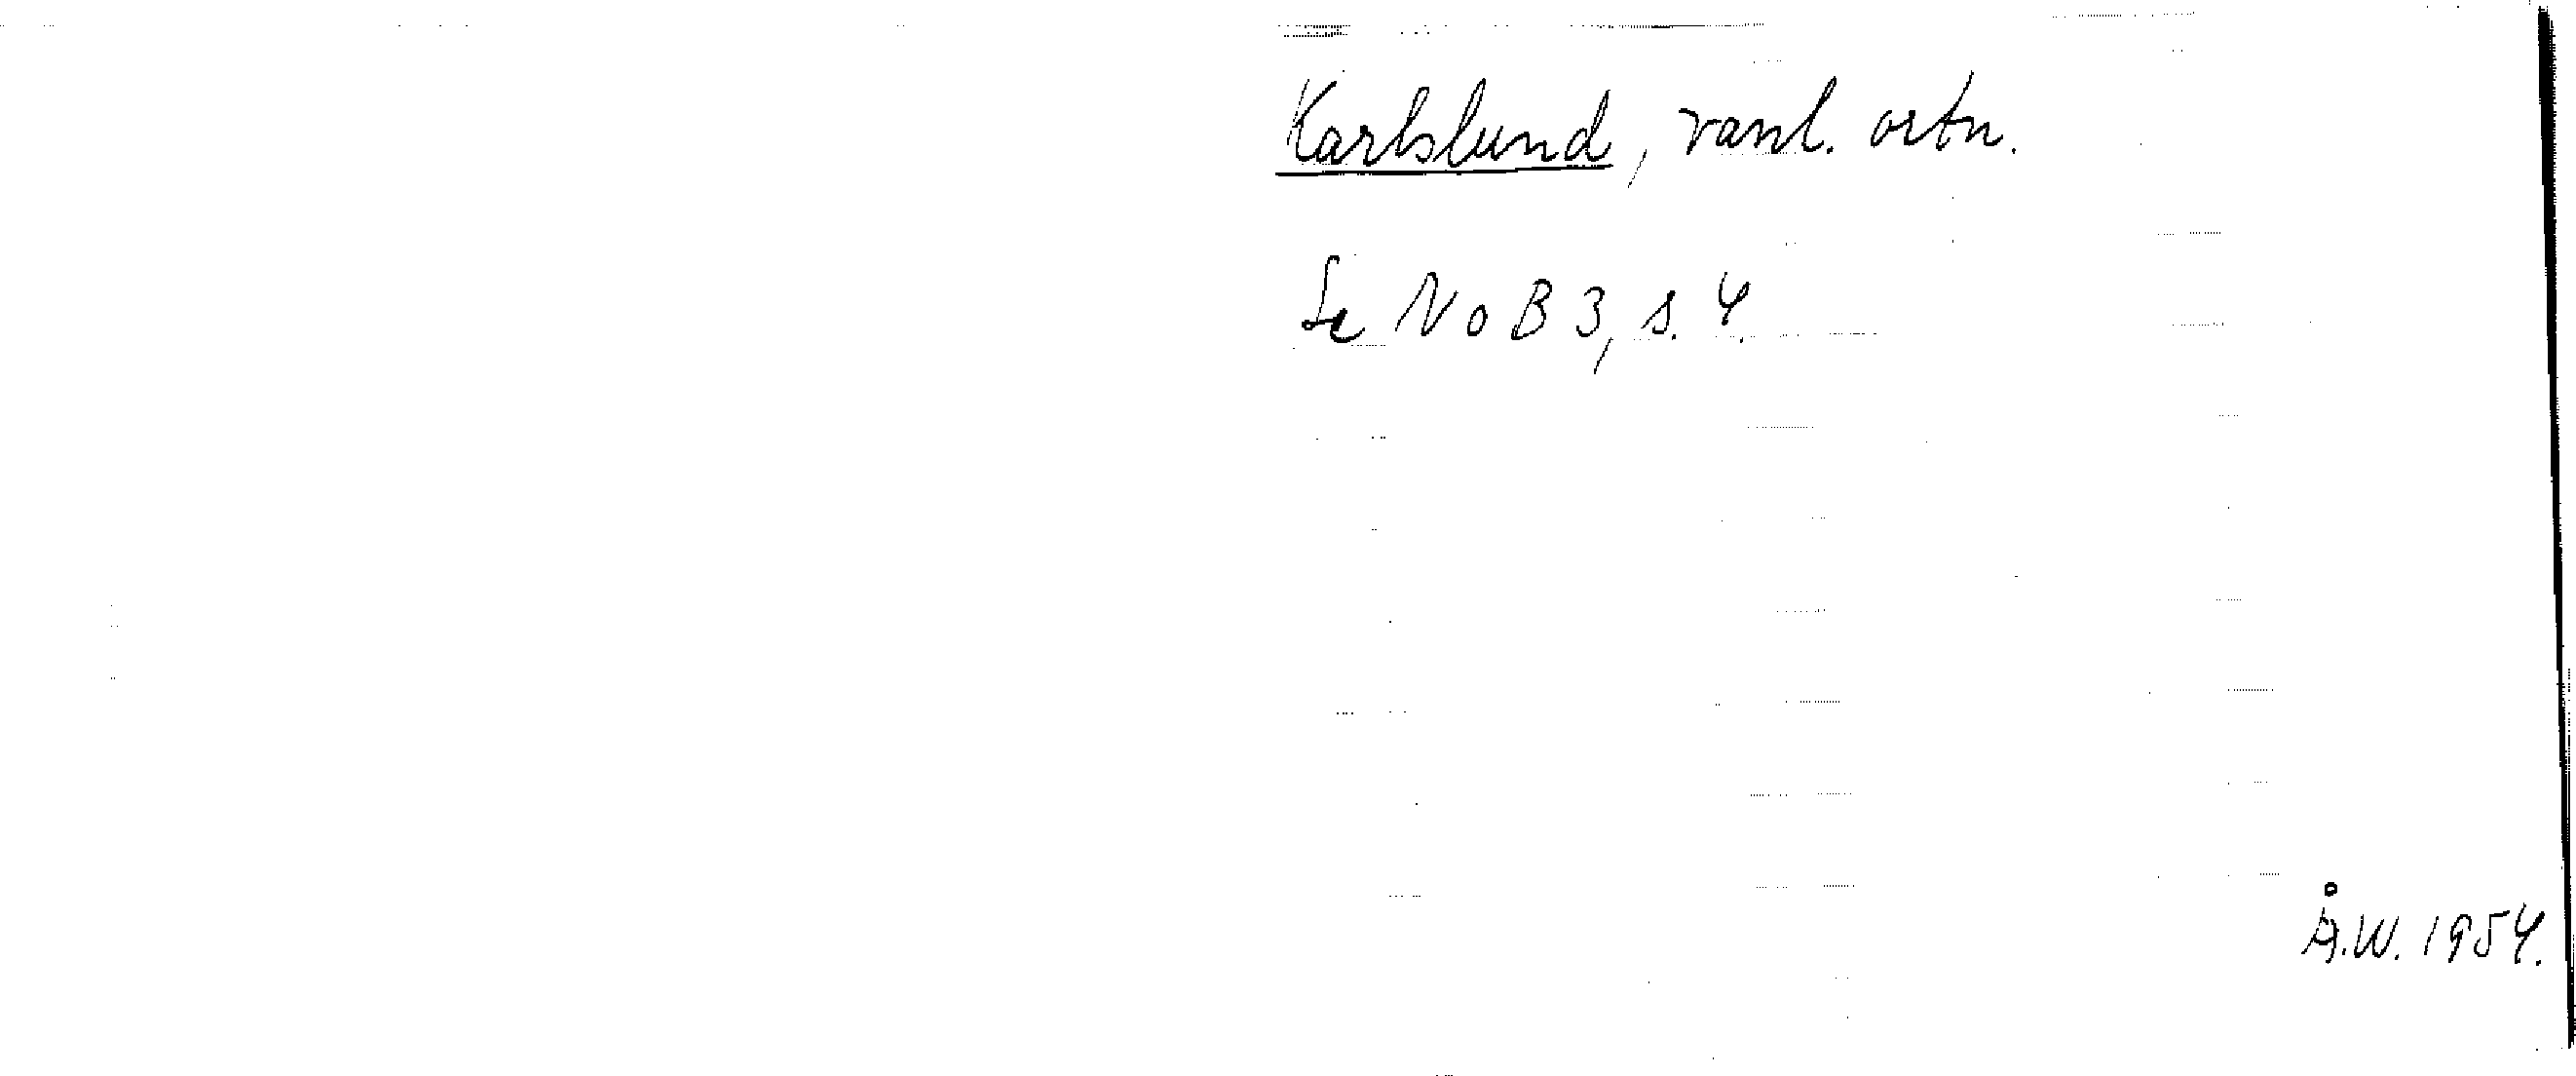 Karlslund, vanl. ortn.
Se NoB 3, s. 4.
Å.W. 1954.